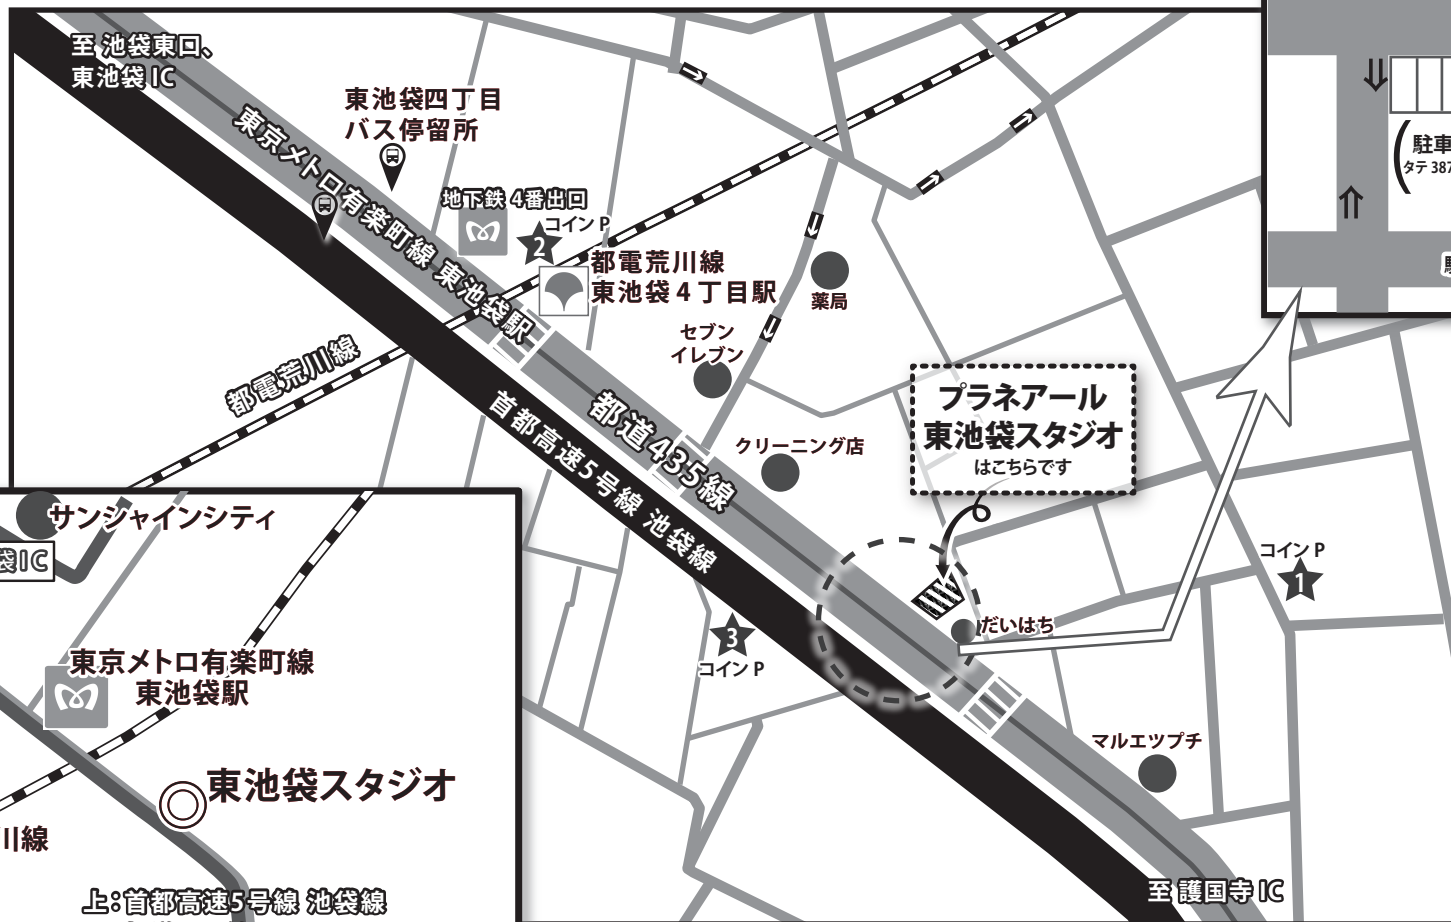 至 池袋東口、
東池袋 IC
東池袋四丁目
バス停留所
東京メトロ有楽町線 東池袋駅
地下鉄 4番出口
コイン P
2
都電荒川線
東池袋 4 丁目駅
都電荒川線
セブン
イレブン
薬局
首都高速5号線 池袋線
都道435線
クリーニング店
プラネアール
東池袋スタジオ
はこちらです
コイン P
1
だいはち
3
コイン P
マルエツプチ
至 護国寺 IC
駐車
タテ 387
サンシャインシティ
袋IC
東京メトロ有楽町線
東池袋駅
東池袋スタジオ
川線
上:首都高速5号線 池袋線